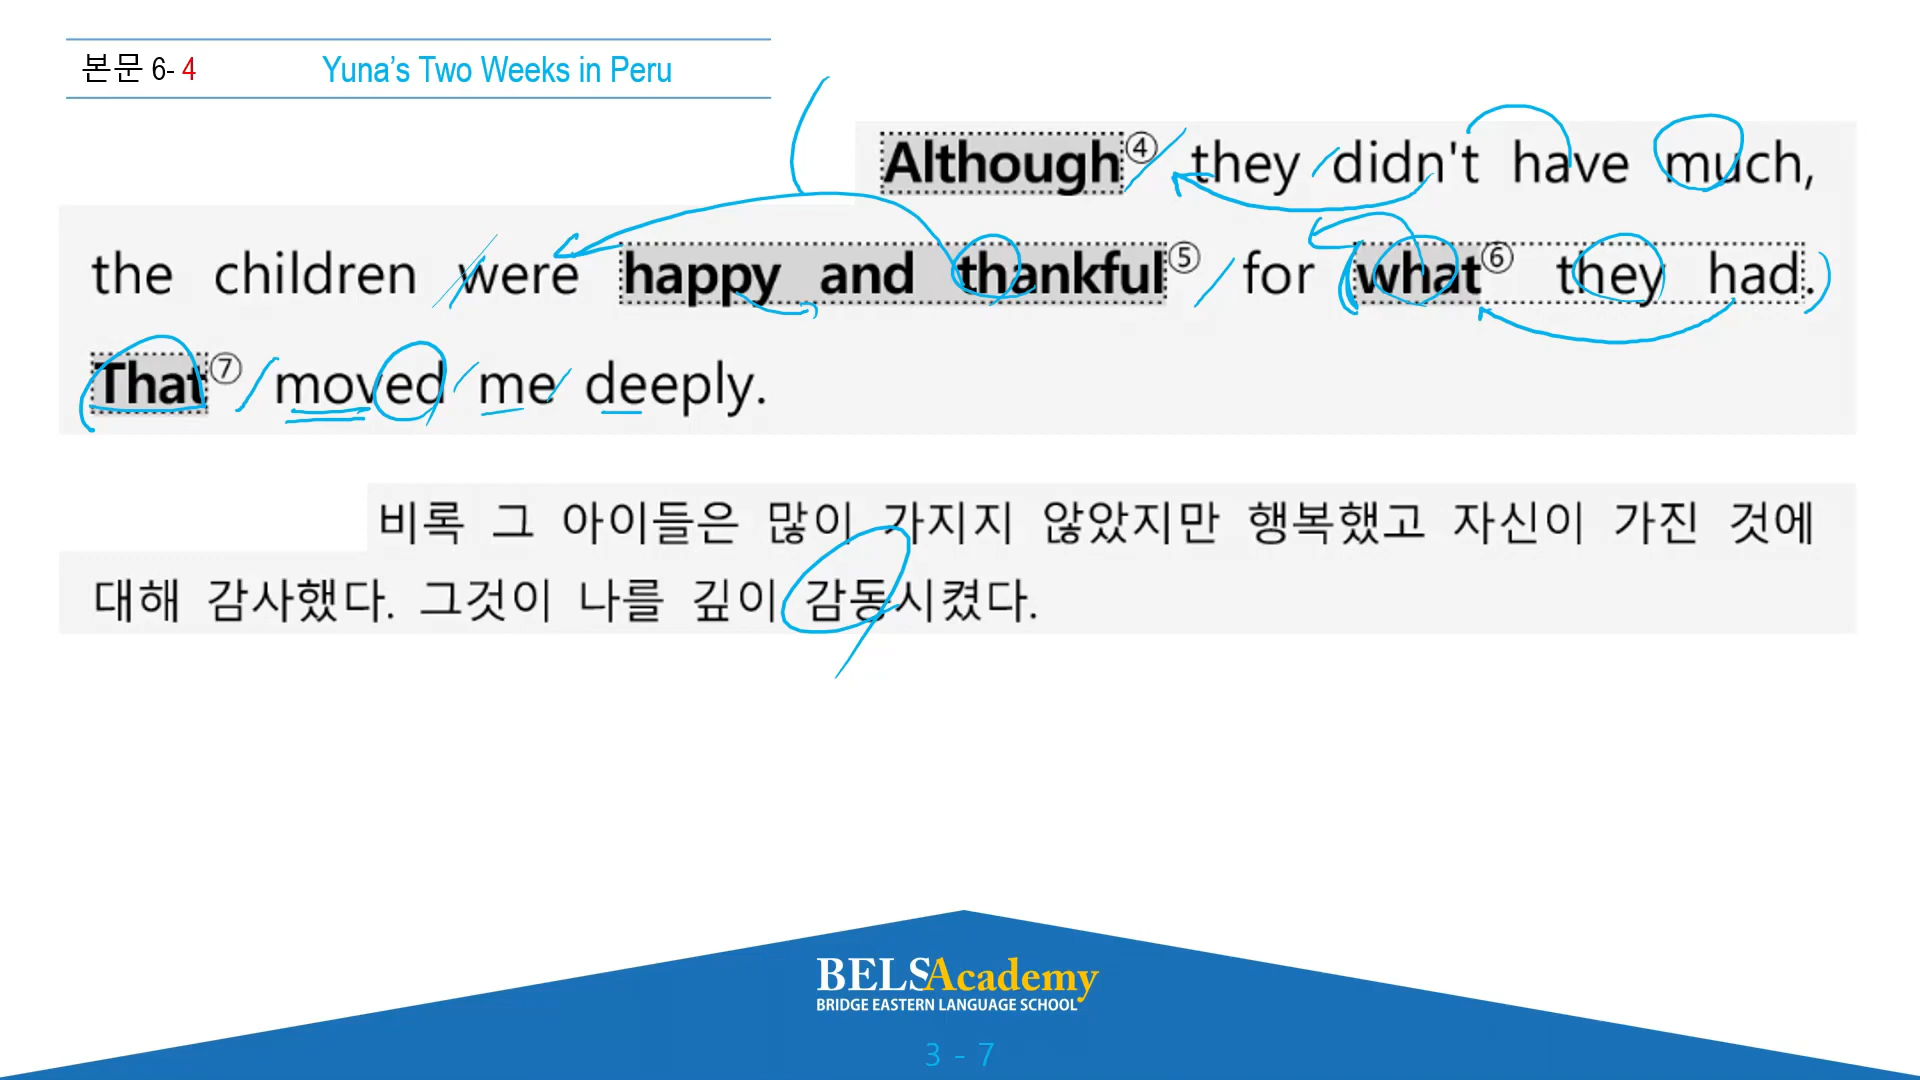 본문 6- 4 Yuna's Two Weeks in Peru
Although④ they didn't have much,
the children were happy and thankful⑤ for what⑥ they had.
That⑦ moved me deeply.
비록 그 아이들은 많이 가지지 않았지만 행복했고 자신이 가진 것에
대해 감사했다. 그것이 나를 깊이 감동시켰다.
BELSAcademy
BRIDGE EASTERN LANGUAGE SCHOOL
3 - 7